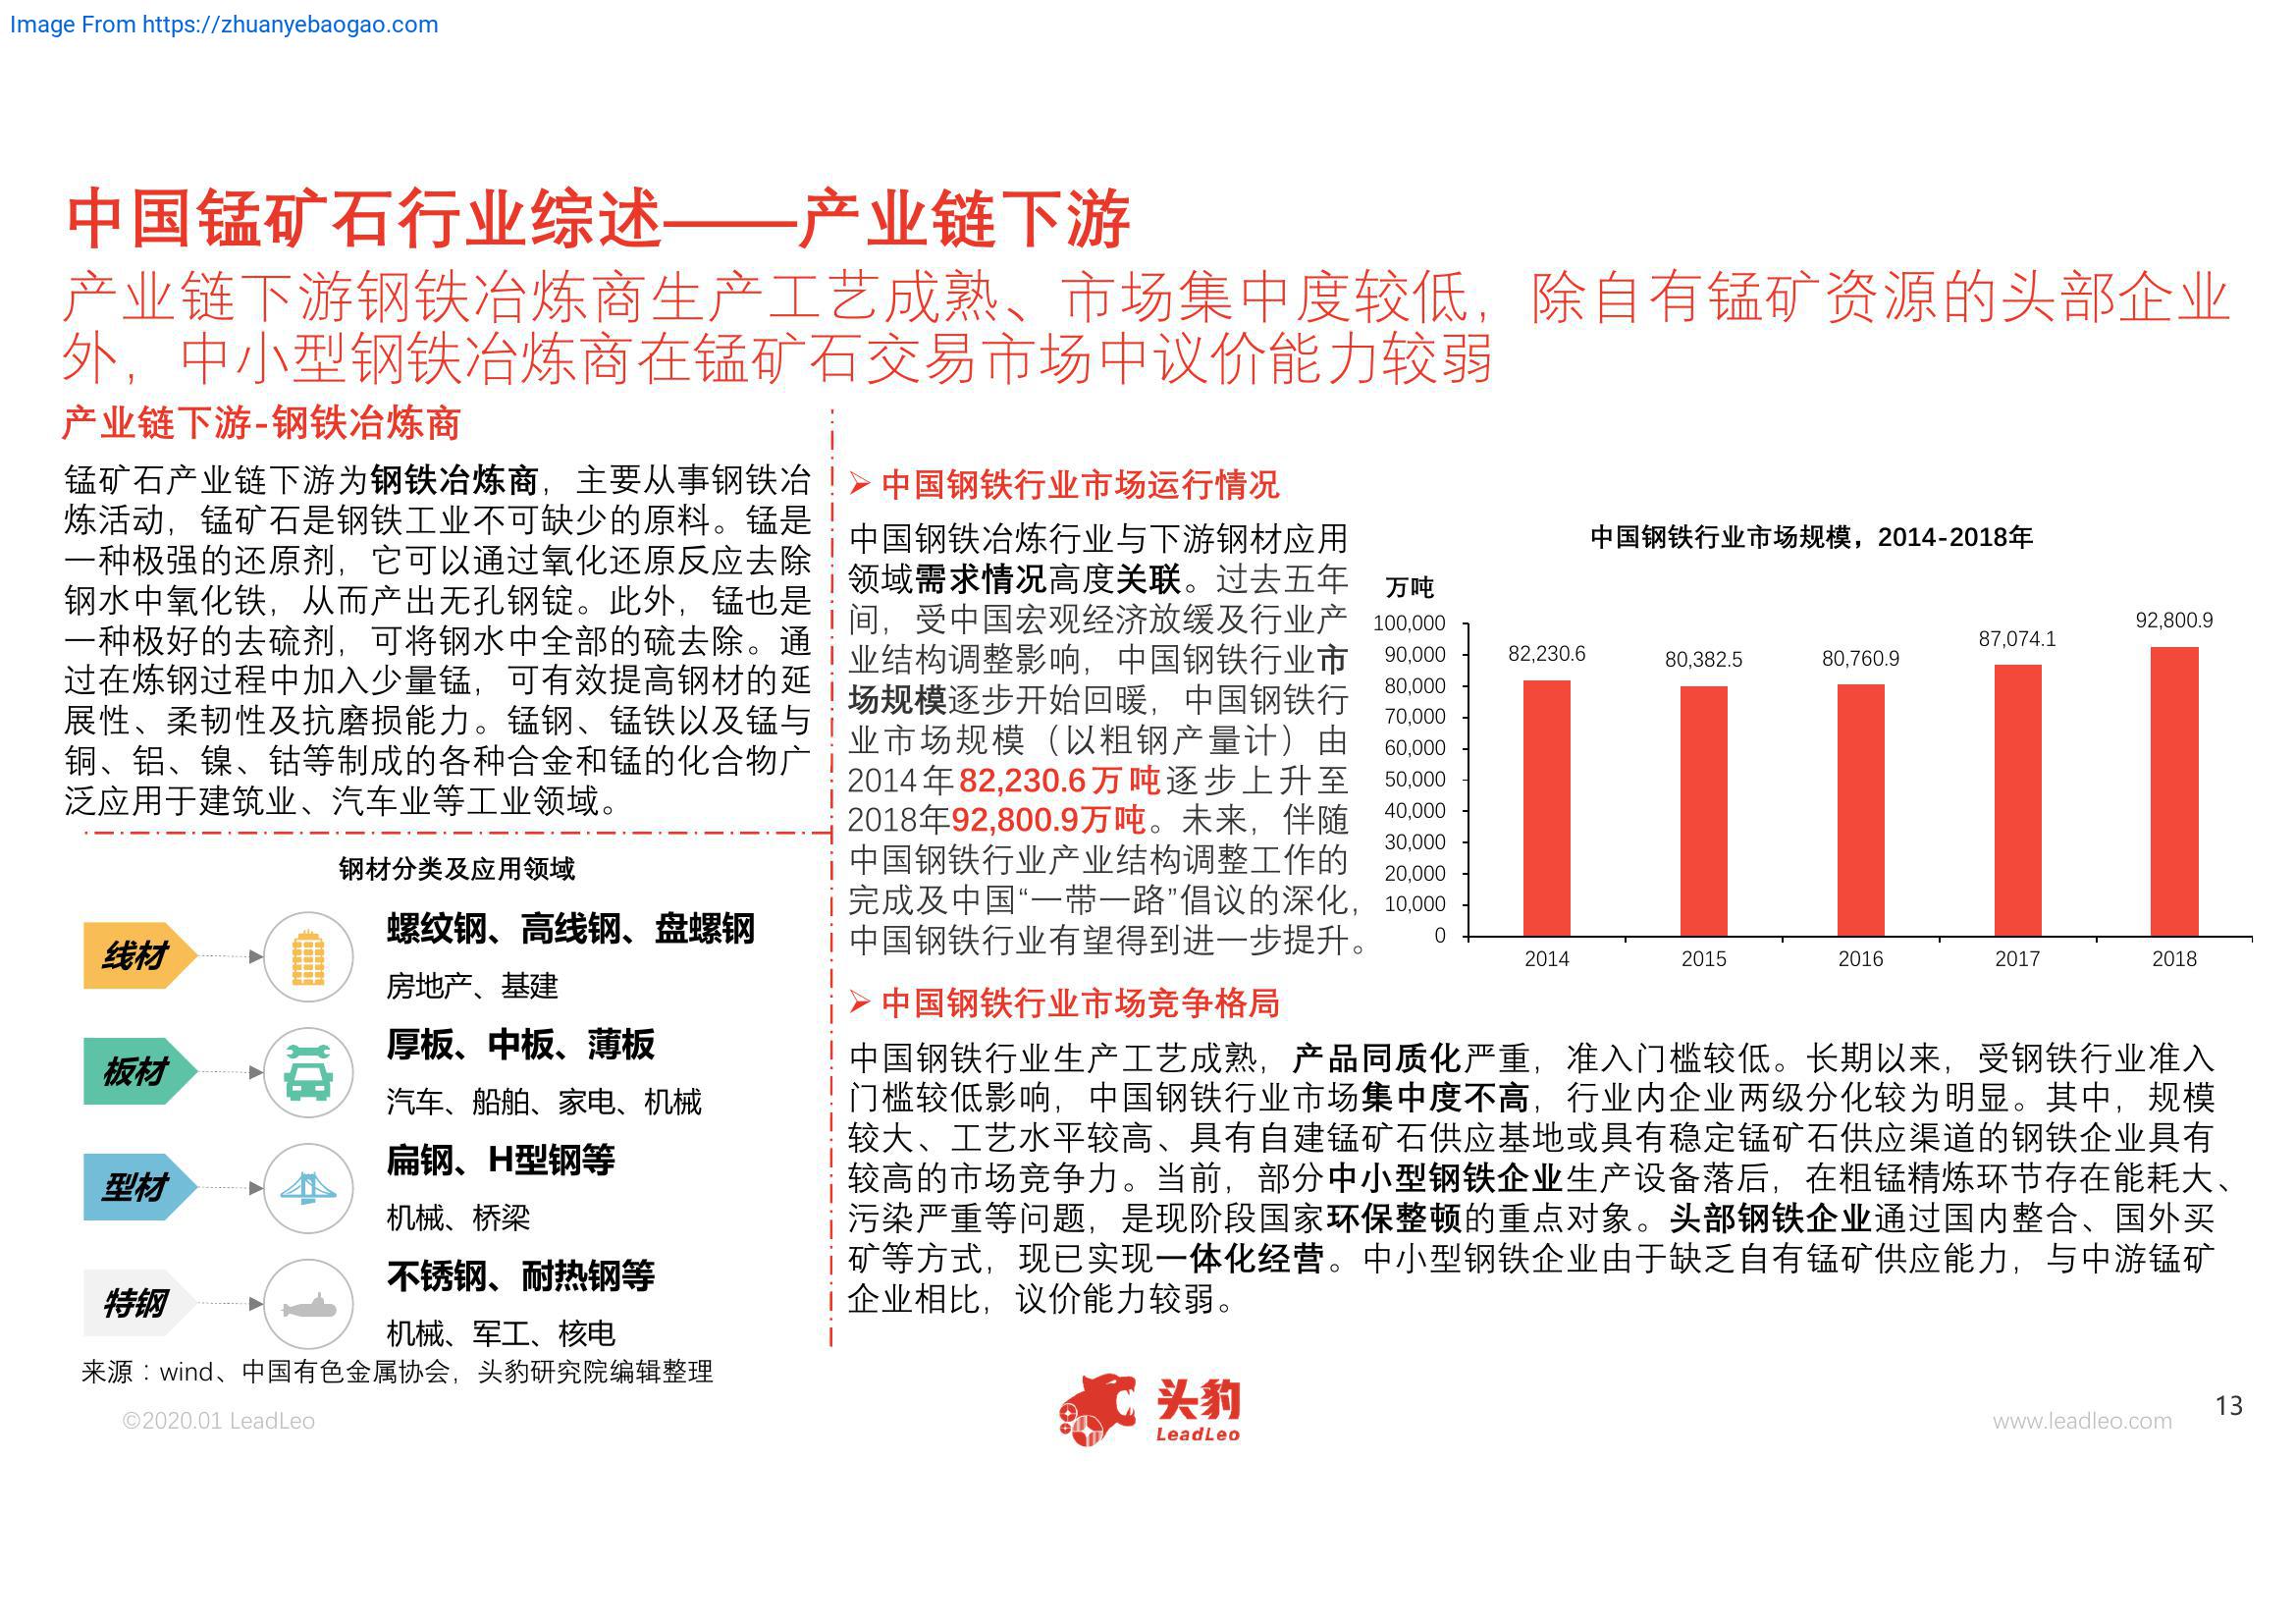 Image From https://zhuanyebaogao.com
中国锰矿石行业综述——产业链下游
产业链下游钢铁冶炼商生产工艺成熟、市场集中度较低，除自有锰矿资源的头部企业
外，中小型钢铁冶炼商在锰矿石交易市场中议价能力较弱
产业链下游-钢铁冶炼商
锰矿石产业链下游为钢铁冶炼商，主要从事钢铁冶
炼活动，锰矿石是钢铁工业不可缺少的原料。锰是
一种极强的还原剂，它可以通过氧化还原反应去除
钢水中氧化铁，从而产出无孔钢锭。此外，锰也是
一种极好的去硫剂，可将钢水中全部的硫去除。通
过在炼钢过程中加入少量锰，可有效提高钢材的延
展性、柔韧性及抗磨损能力。锰钢、锰铁以及锰与
铜、铝、镍、钴等制成的各种合金和锰的化合物广
泛应用于建筑业、汽车业等工业领域。
钢材分类及应用领域
线材
螺纹钢、高线钢、盘螺钢
房地产、基建
板材
厚板、中板、薄板
汽车、船舶、家电、机械
型材
扁钢、H型钢等
机械、桥梁
特钢
不锈钢、耐热钢等
机械、军工、核电
来源：wind、中国有色金属协会，头豹研究院编辑整理
➢ 中国钢铁行业市场运行情况
中国钢铁冶炼行业与下游钢材应用
领域需求情况高度关联。过去五年
间，受中国宏观经济放缓及行业产
业结构调整影响，中国钢铁行业市
场规模逐步开始回暖，中国钢铁行
业市场规模（以粗钢产量计）由
2014年82,230.6万吨逐步上升至
2018年92,800.9万吨。未来，伴随
中国钢铁行业产业结构调整工作的
完成及中国“一带一路”倡议的深化，
中国钢铁行业有望得到进一步提升。
中国钢铁行业市场规模，2014-2018年
万吨
100,000
90,000
80,000
70,000
60,000
50,000
40,000
30,000
20,000
10,000
0
82,230.6
80,382.5
80,760.9
87,074.1
92,800.9
2014
2015
2016
2017
2018
➢ 中国钢铁行业市场竞争格局
中国钢铁行业生产工艺成熟，产品同质化严重，准入门槛较低。长期以来，受钢铁行业准入
门槛较低影响，中国钢铁行业市场集中度不高，行业内企业两级分化较为明显。其中，规模
较大、工艺水平较高、具有自建锰矿石供应基地或具有稳定锰矿石供应渠道的钢铁企业具有
较高的市场竞争力。当前，部分中小型钢铁企业生产设备落后，在粗锰精炼环节存在能耗大、
污染严重等问题，是现阶段国家环保整顿的重点对象。头部钢铁企业通过国内整合、国外买
矿等方式，现已实现一体化经营。中小型钢铁企业由于缺乏自有锰矿供应能力，与中游锰矿
企业相比，议价能力较弱。
©2020.01 LeadLeo
头豹
LeadLeo
www.leadleo.com
13